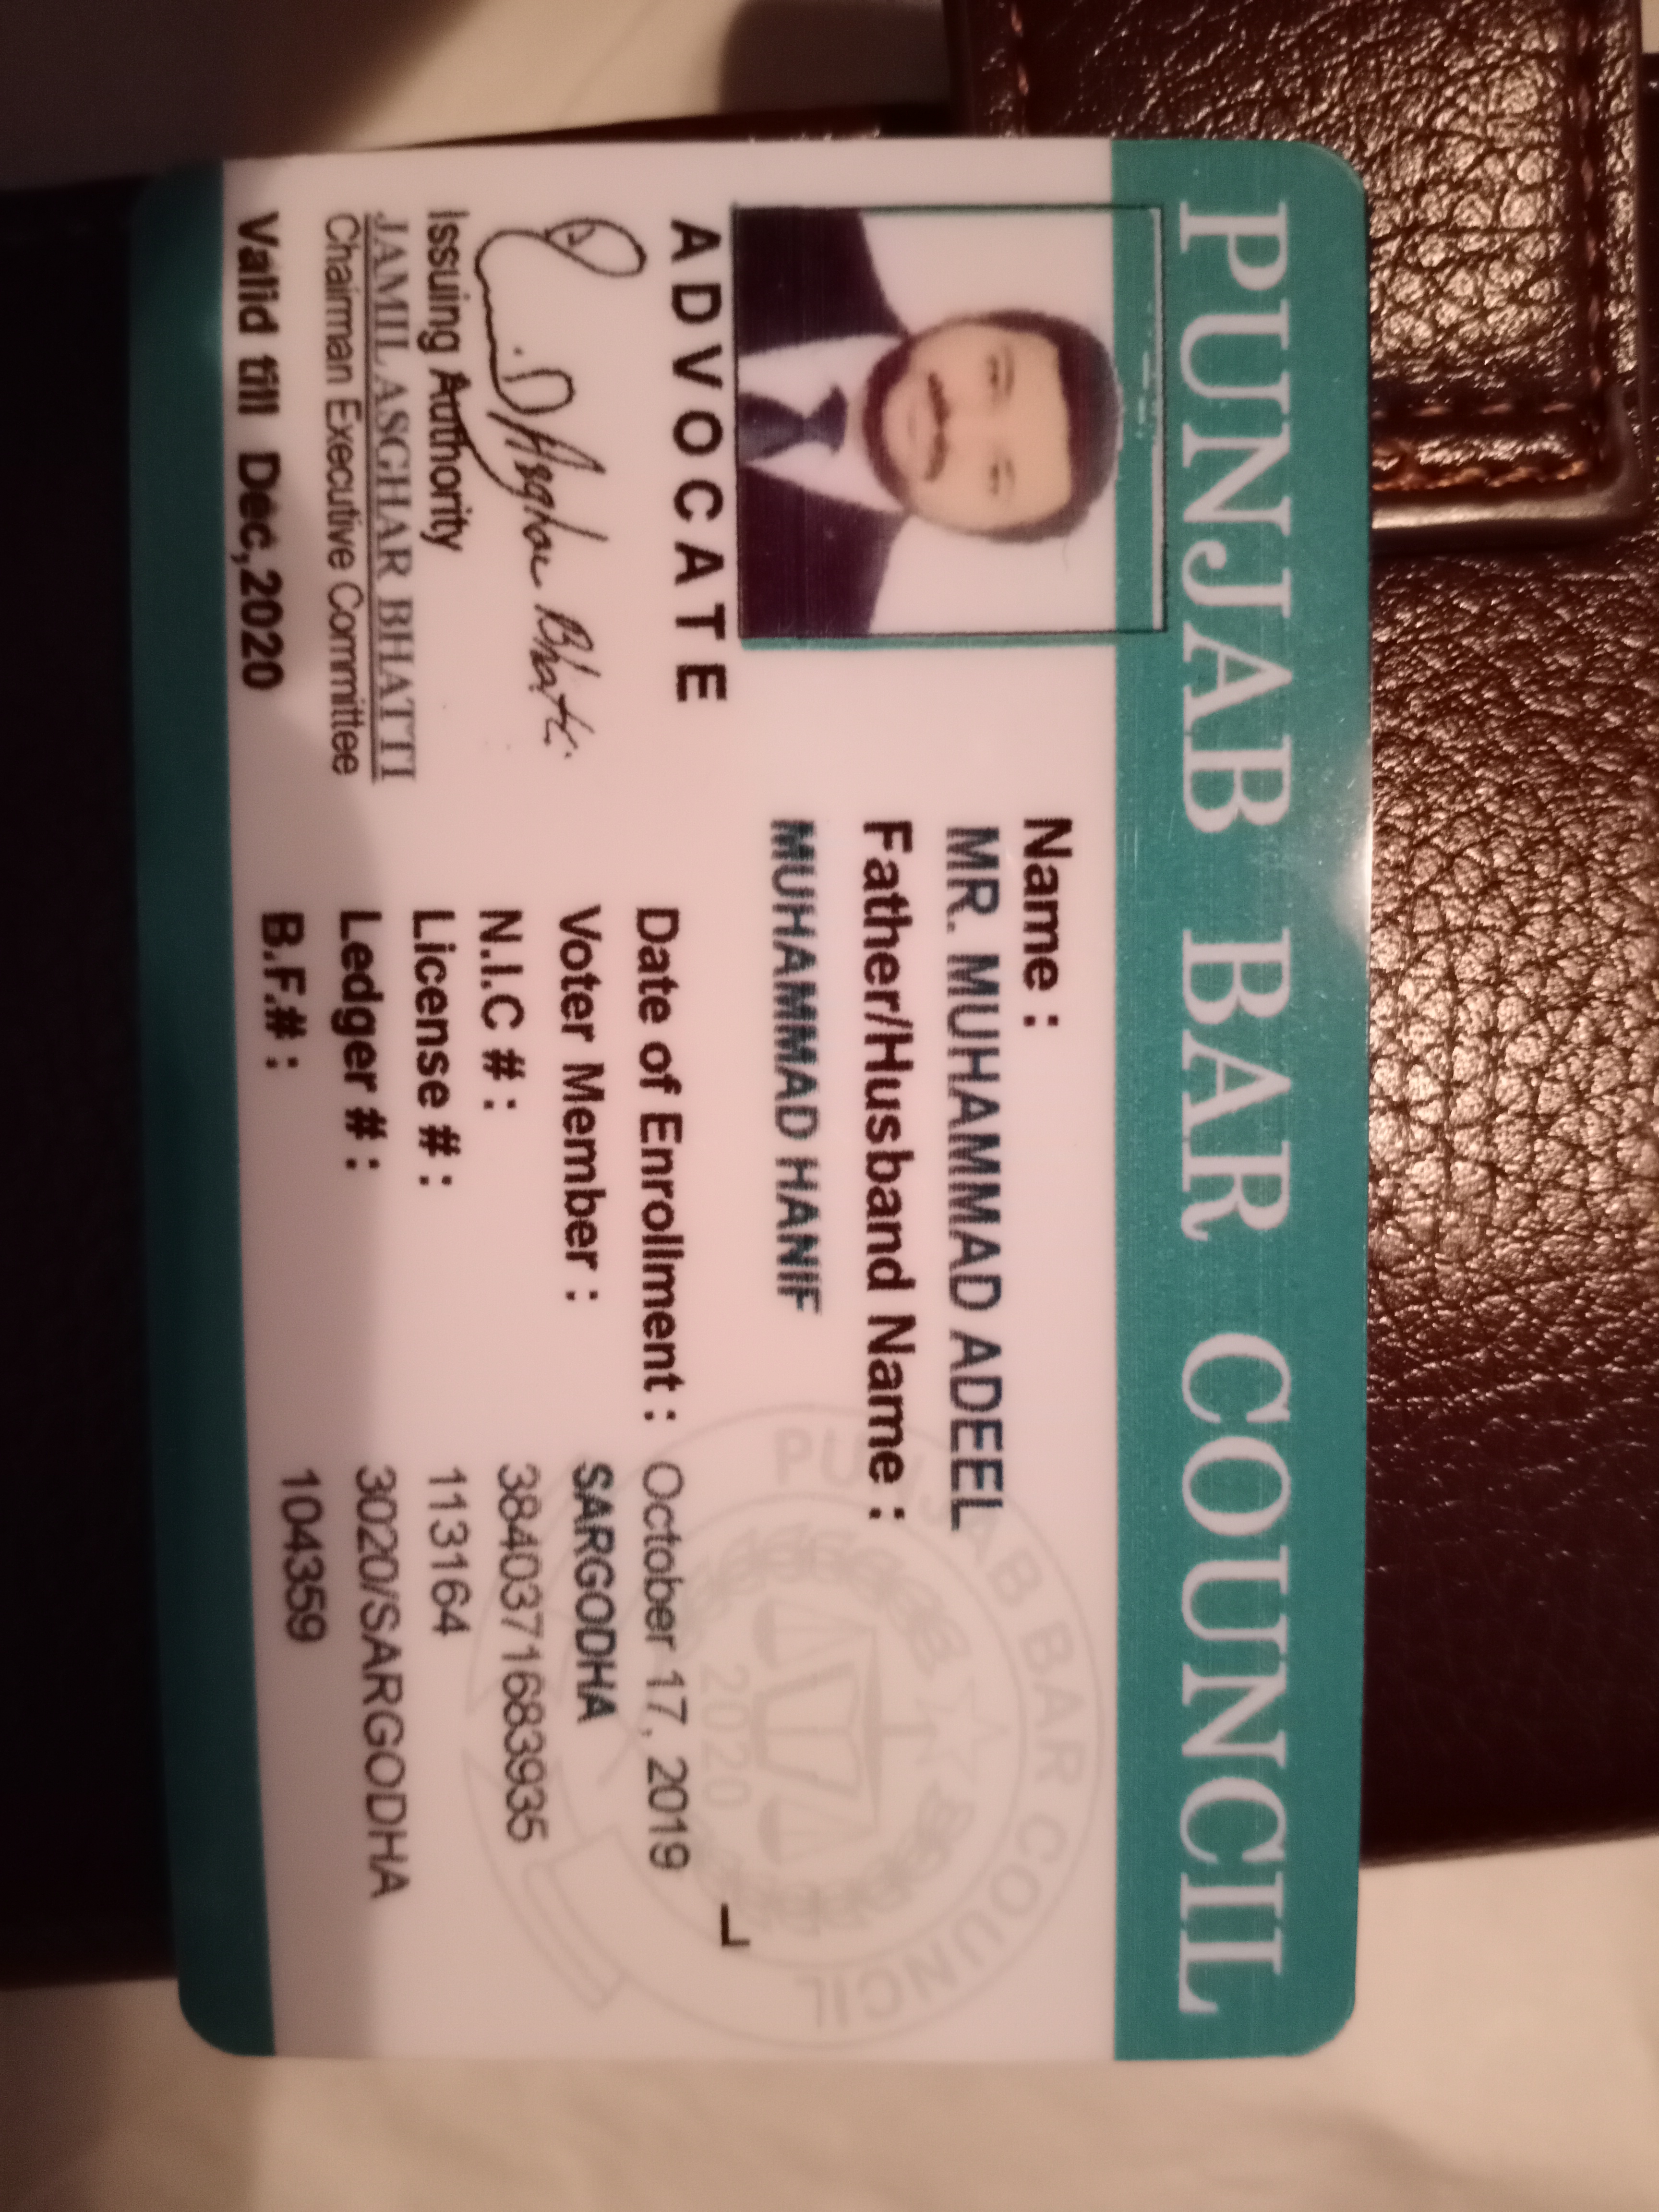 PUNJAB BAR COUNCIL
Name :
MR. MUHAMMAD ADEEL
Father/Husband Name :
MUHAMMAD HANIF
ADVOCATE
Issuing Authority
JAMIL ASGHAR BHATTI
Chairman Executive Committee
Valid till Dec,2020
Date of Enrollment : October 17, 2019
Voter Member : SARGODHA
N.I.C # : 3840371683935
License # : 113164
Ledger # : 3020/SARGODHA
B.F.# : 104359
PUNJAB BAR COUNCIL
2020